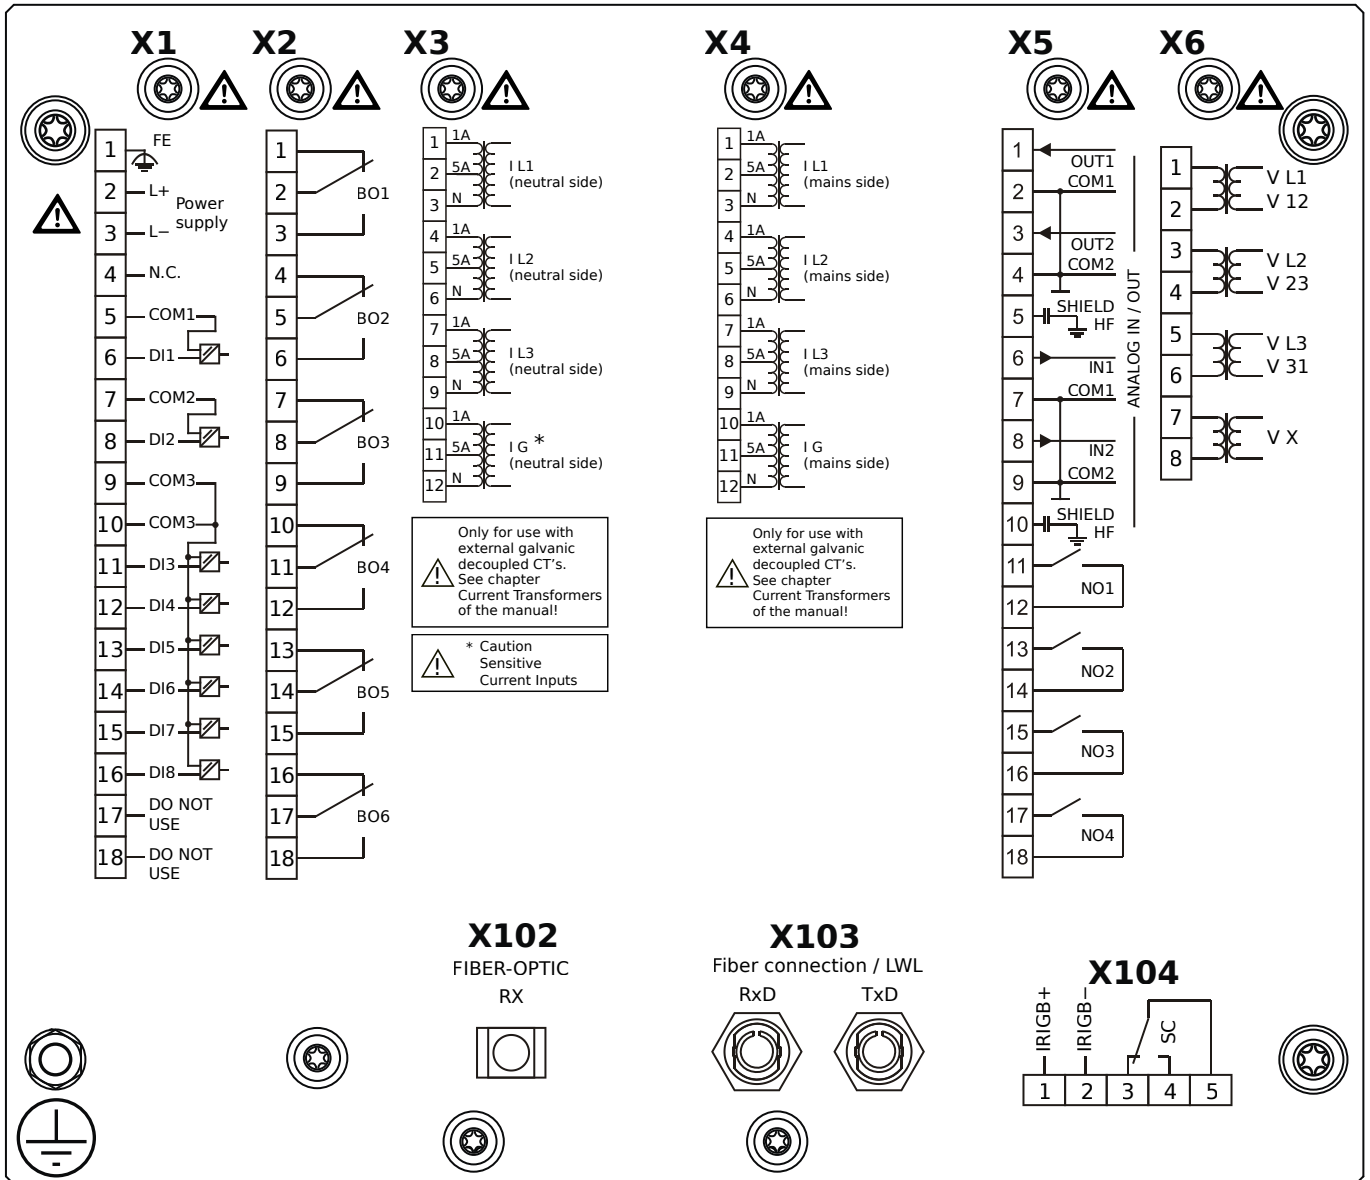 X1
X2
X3
X4
X5
X6
1 FE
2 L+ Power
supply
3 L−
4 N.C.
5 COM1
6 DI1
7 COM2
8 DI2
9 COM3
10 COM3
11 DI3
12 DI4
13 DI5
14 DI6
15 DI7
16 DI8
17 DO NOT
USE
18 DO NOT
USE
1
2 BO1
3
4
5 BO2
6
7
8 BO3
9
10
11 BO4
12
13
14 BO5
15
16
17 BO6
18
1 1A
2 5A I L1
(neutral side)
3 N
4 1A
5 5A I L2
(neutral side)
6 N
7 1A
8 5A I L3
(neutral side)
9 N
10 1A
11 5A I G *
(neutral side)
12 N
Only for use with
external galvanic
decoupled CT's.
See chapter
Current Transformers
of the manual!
* Caution
Sensitive
Current Inputs
1 1A
2 5A I L1
(mains side)
3 N
4 1A
5 5A I L2
(mains side)
6 N
7 1A
8 5A I L3
(mains side)
9 N
10 1A
11 5A I G
(mains side)
12 N
Only for use with
external galvanic
decoupled CT's.
See chapter
Current Transformers
of the manual!
1 OUT1
2 COM1
3 OUT2
4 COM2
5 SHIELD
HF
6 IN1
7 COM1
8 IN2
9 COM2
10 SHIELD
HF
ANALOG IN / OUT
11
NO1
12
13
NO2
14
15
NO3
16
17
NO4
18
1 V L1
2 V 12
3 V L2
4 V 23
5 V L3
6 V 31
7 V X
8
X102
FIBER-OPTIC
RX
X103
Fiber connection / LWL
RxD TxD
X104
IRIGB+
IRIGB−
SC
1 2 3 4 5